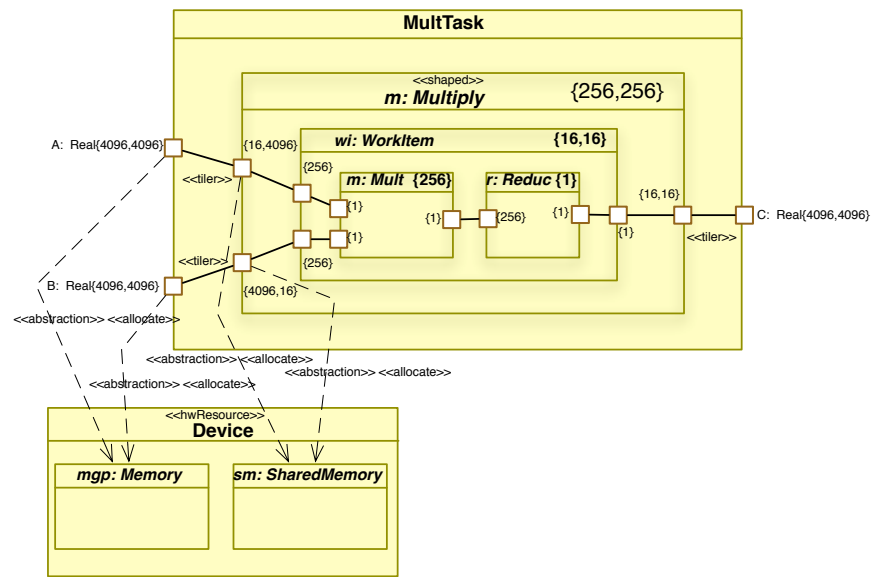 MultTask
<<shaped>>
m: Multiply {256,256}
wi: WorkItem {16,16}
A: Real{4096,4096}
{16,4096}
{256}
<<tiler>>
m: Mult {256}
r: Reduc {1}
{16,16}
{1}
{1}
{256}
{1}
C: Real{4096,4096}
{1}
{1}
<<tiler>>
<<tiler>>
{256}
B: Real{4096,4096}
{4096,16}
<<abstraction>> <<allocate>>
<<abstraction>> <<allocate>>
<<abstraction>> <<allocate>>
<<abstraction>> <<allocate>>
<<hwResource>>
Device
mgp: Memory
sm: SharedMemory